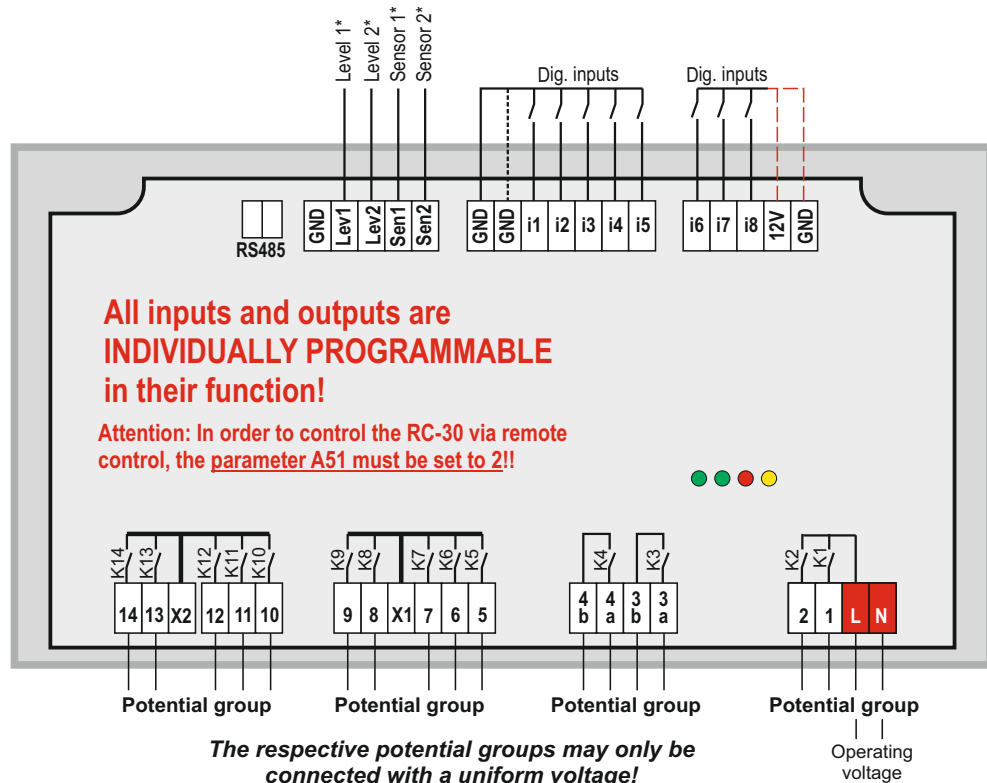 Level 1*
Level 2*
Sensor 1*
Sensor 2*
Dig. inputs
Dig. inputs
RS485
GND Lev1 Lev2 Sen1 Sen2
GND GND i1 i2 i3 i4 i5
i6 i7 i8 12V GND
All inputs and outputs are
INDIVIDUALLY PROGRAMMABLE
in their function!
Attention: In order to control the RC-30 via remote
control, the parameter A51 must be set to 2!!
K14 K13 K12 K11 K10
K9 K8 K7 K6 K5
K4 K3
K2 K1
14 13 X2 12 11 10
9 8 X1 7 6 5
4b 4a 3b 3a
2 1 L N
Potential group
Potential group
Potential group
Potential group
The respective potential groups may only be
connected with a uniform voltage!
Operating
voltage